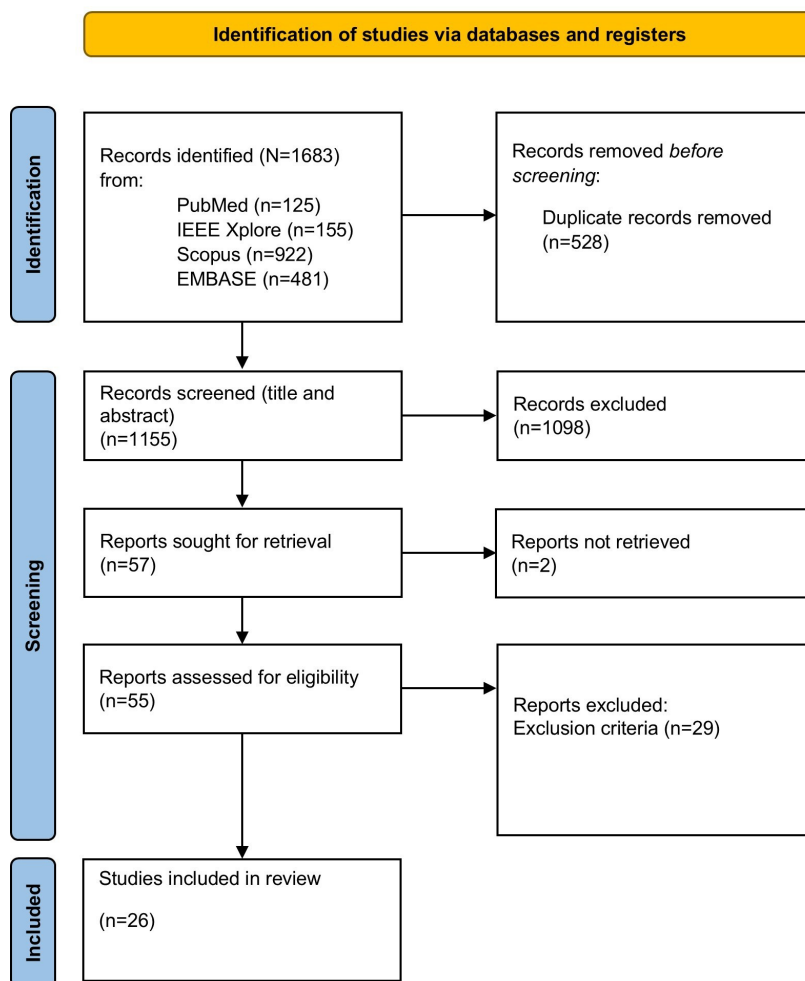 Identification of studies via databases and registers
Identification
Records identified (N=1683)
from:
PubMed (n=125)
IEEE Xplore (n=155)
Scopus (n=922)
EMBASE (n=481)
Records removed before
screening:
Duplicate records removed
(n=528)
Screening
Records screened (title and
abstract)
(n=1155)
Records excluded
(n=1098)
Reports sought for retrieval
(n=57)
Reports not retrieved
(n=2)
Reports assessed for eligibility
(n=55)
Reports excluded:
Exclusion criteria (n=29)
Included
Studies included in review
(n=26)